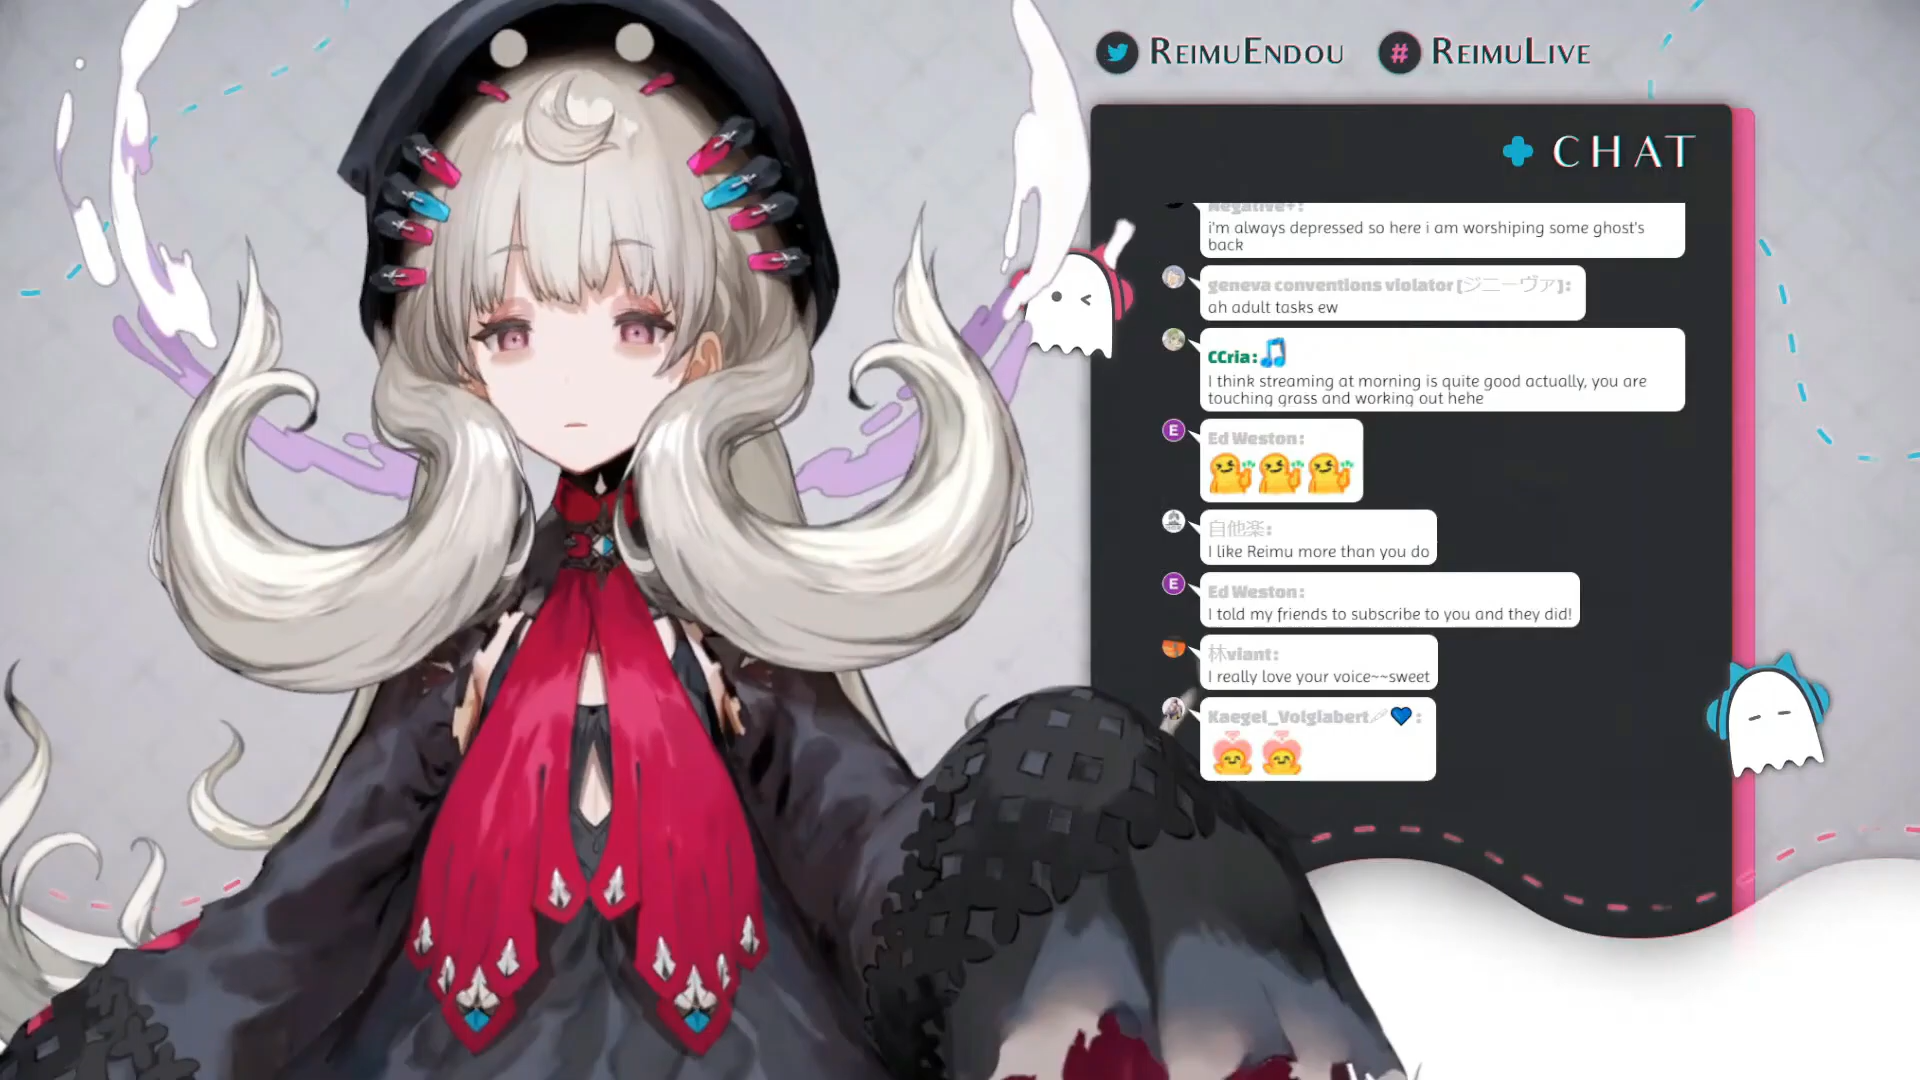 REIMUENDOU
# REIMULIVE
CHAT
Negative+:
i'm always depressed so here i am worshiping some ghost's
back
geneva conventions violator [ジニーヴァ]:
ah adult tasks ew
CCria:
I think streaming at morning is quite good actually, you are
touching grass and working out hehe
E
Ed Weston:
自他楽:
I like Reimu more than you do
E
Ed Weston:
I told my friends to subscribe to you and they did!
林viant:
I really love your voice~~sweet
Kaegel_Volglabert💙: